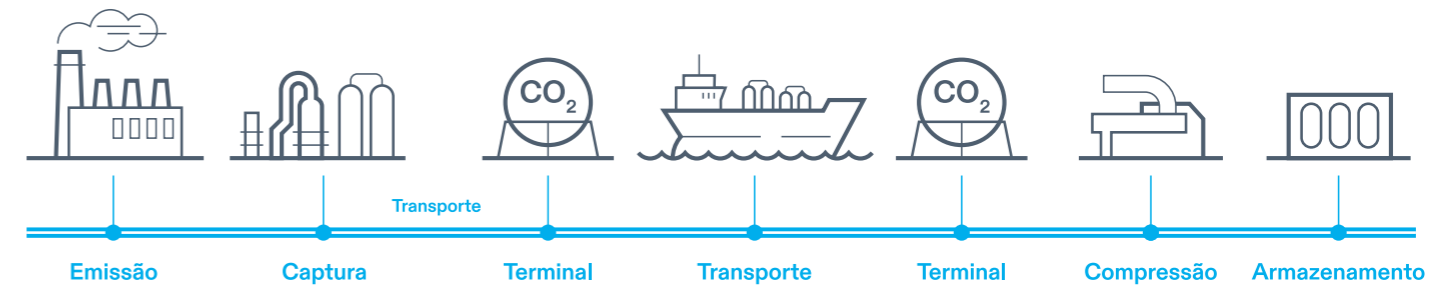 CO₂
CO₂
Transporte
Emissão
Captura
Terminal
Transporte
Terminal
Compressão
Armazenamento